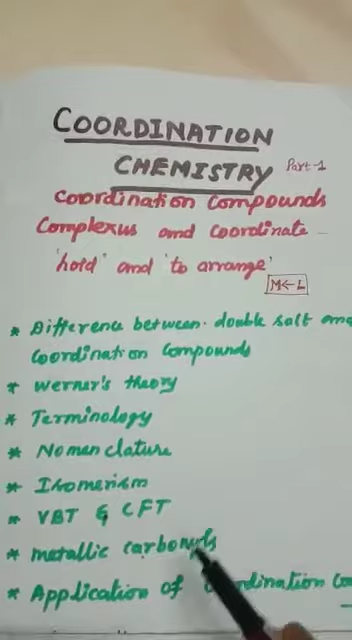 COORDINATION
CHEMISTRY Part-1
Coordination Compounds
Complexus and coordinate
'hold' and 'to arrange'
M←L
* Difference between double salt and
Coordination Compounds
* Werner's theory
* Terminology
* Nomenclature
* Isomerism
* VBT & CFT
* Metallic carbonyls
* Application of